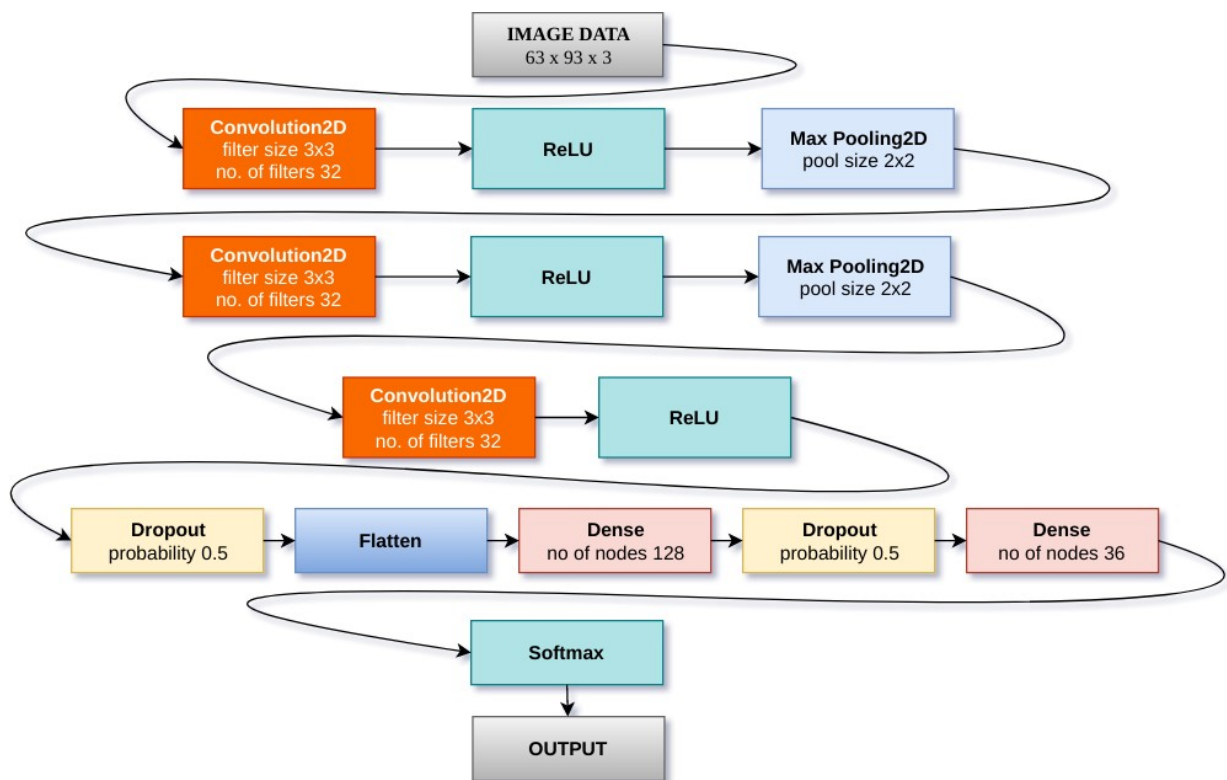 IMAGE DATA
63 x 93 x 3
Convolution2D
filter size 3x3
no. of filters 32
ReLU
Max Pooling2D
pool size 2x2
Convolution2D
filter size 3x3
no. of filters 32
ReLU
Max Pooling2D
pool size 2x2
Convolution2D
filter size 3x3
no. of filters 32
ReLU
Dropout
probability 0.5
Flatten
Dense
no of nodes 128
Dropout
probability 0.5
Dense
no of nodes 36
Softmax
OUTPUT